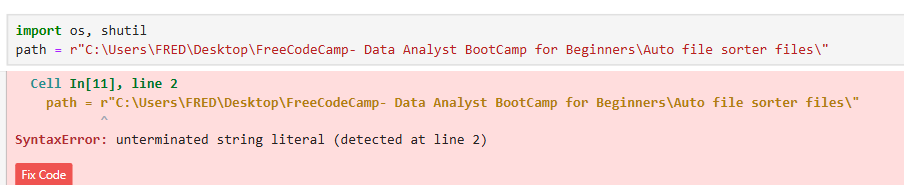 import os, shutil
path = r"C:\Users\FRED\Desktop\FreeCodeCamp- Data Analyst BootCamp for Beginners\Auto file sorter files\"
Cell In[11], line 2
path = r"C:\Users\FRED\Desktop\FreeCodeCamp- Data Analyst BootCamp for Beginners\Auto file sorter files\"
^
SyntaxError: unterminated string literal (detected at line 2)
Fix Code